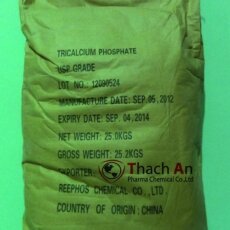 TRICALCIUM PHOSPHATE
USP GRADE
LOT NO.: 12090524
MANUFACTURE DATE: SEP.05, 2012
EXPIRY DATE: SEP. 04, 2014
NET WEIGHT: 25.0KGS
GROSS WEIGHT: 25.2KGS
Thach An
Pharma Chemical Co.,Ltd
EXPORTER:
REEPHOS CHEMICAL CO., LTD.
COUNTRY OF ORIGIN: CHINA